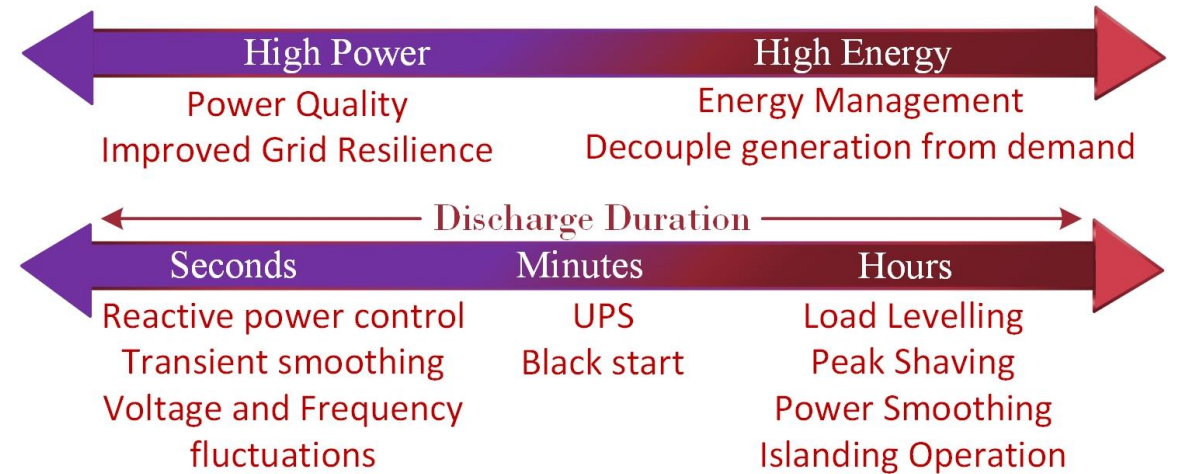 High Power High Energy
Power Quality
Improved Grid Resilience
Energy Management
Decouple generation from demand
Discharge Duration
Seconds Minutes Hours
Reactive power control
Transient smoothing
Voltage and Frequency
fluctuations
UPS
Black start
Load Levelling
Peak Shaving
Power Smoothing
Islanding Operation